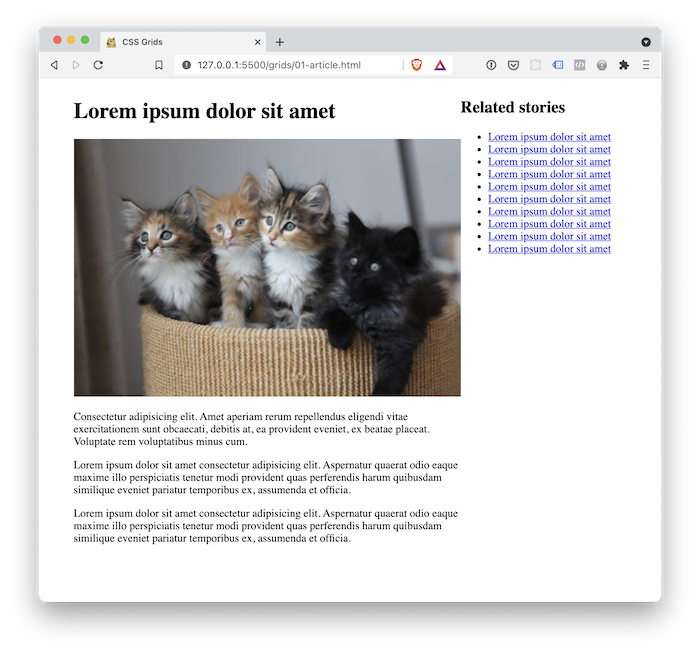 CSS Grids
127.0.0.1:5500/grids/01-article.html
Lorem ipsum dolor sit amet
Consectetur adipisicing elit. Amet aperiam rerum repellendus eligendi vitae
exercitationem sunt obcaecati, debitis at, ea provident eveniet, ex beatae placeat.
Voluptate rem voluptatibus minus cum.
Lorem ipsum dolor sit amet consectetur adipisicing elit. Aspernatur quaerat odio eaque
maxime illo perspiciatis tenetur modi provident quas perferendis harum quibusdam
similique eveniet pariatur temporibus ex, assumenda et officia.
Lorem ipsum dolor sit amet consectetur adipisicing elit. Aspernatur quaerat odio eaque
maxime illo perspiciatis tenetur modi provident quas perferendis harum quibusdam
similique eveniet pariatur temporibus ex, assumenda et officia.
Related stories
Lorem ipsum dolor sit amet
Lorem ipsum dolor sit amet
Lorem ipsum dolor sit amet
Lorem ipsum dolor sit amet
Lorem ipsum dolor sit amet
Lorem ipsum dolor sit amet
Lorem ipsum dolor sit amet
Lorem ipsum dolor sit amet
Lorem ipsum dolor sit amet
Lorem ipsum dolor sit amet